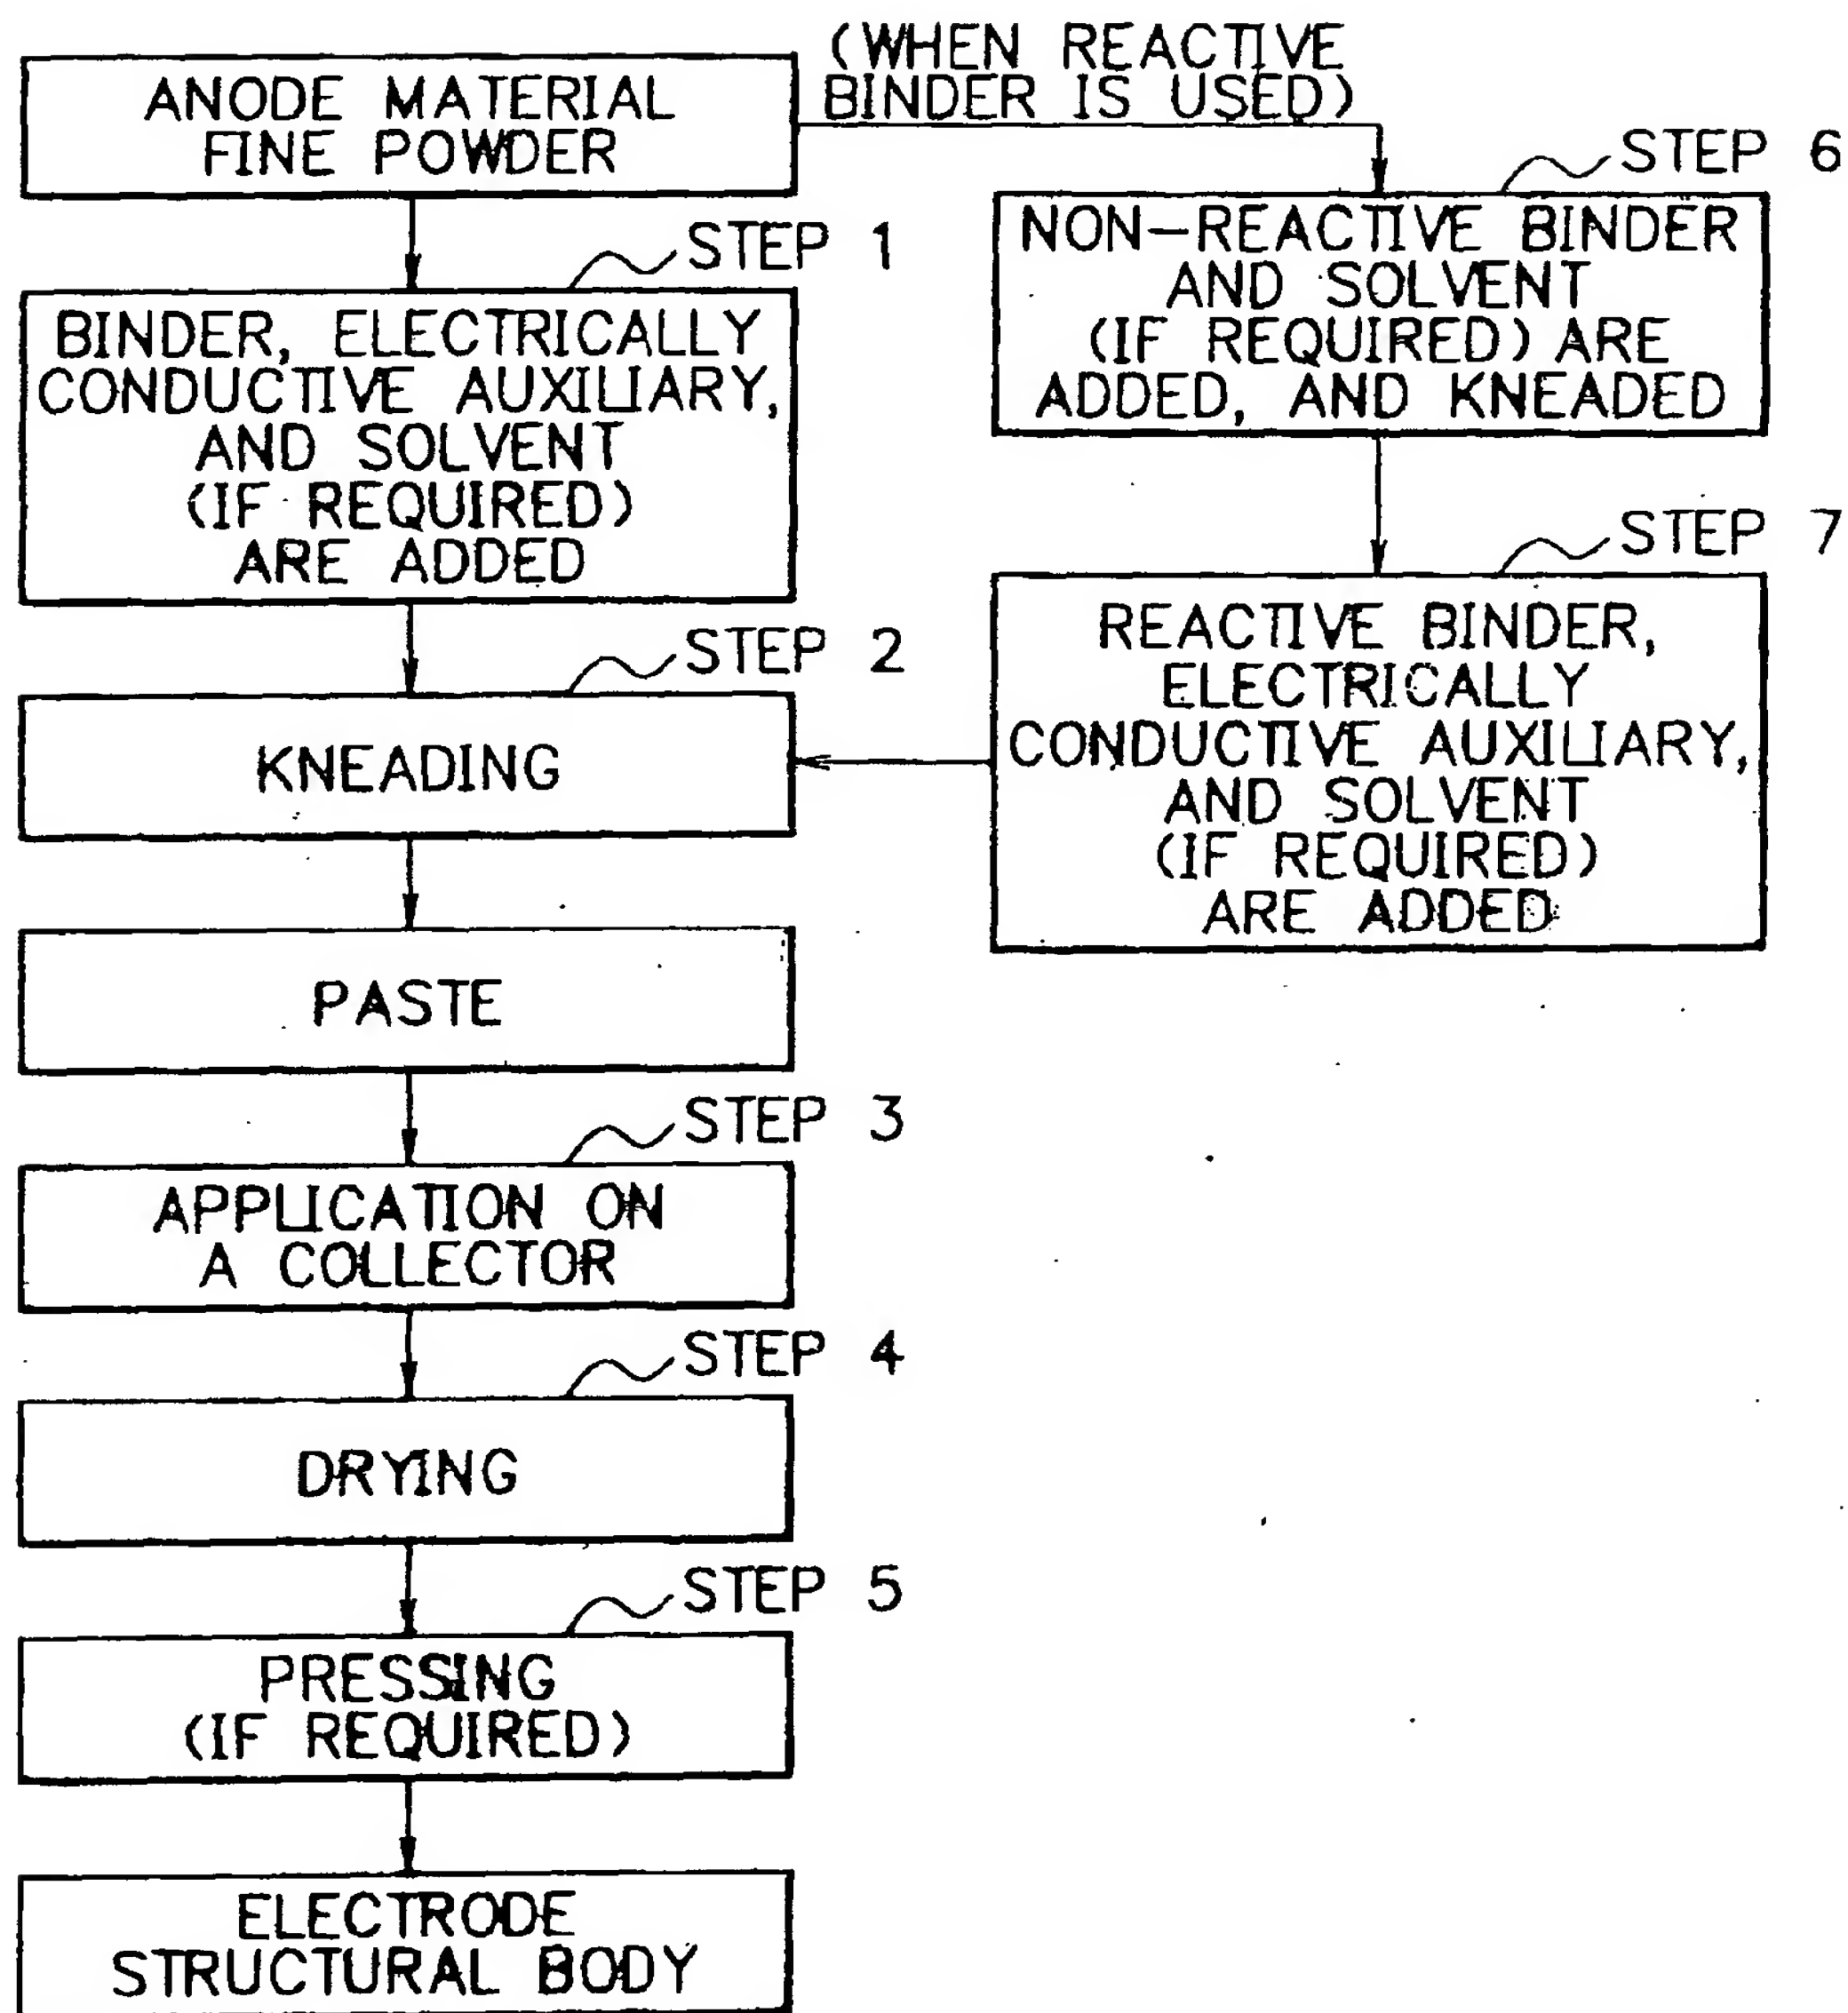 ANODE MATERIAL
FINE POWDER
(WHEN REACTIVE
BINDER IS USED)
STEP 1
BINDER, ELECTRICALLY
CONDUCTIVE AUXILIARY,
AND SOLVENT
(IF REQUIRED)
ARE ADDED
STEP 6
NON-REACTIVE BINDER
AND SOLVENT
(IF REQUIRED) ARE
ADDED, AND KNEADED
STEP 7
REACTIVE BINDER,
ELECTRICALLY
CONDUCTIVE AUXILIARY,
AND SOLVENT
(IF REQUIRED)
ARE ADDED
STEP 2
KNEADING
PASTE
STEP 3
APPLICATION ON
A COLLECTOR
STEP 4
DRYING
STEP 5
PRESSING
(IF REQUIRED)
ELECTRODE
STRUCTURAL BODY